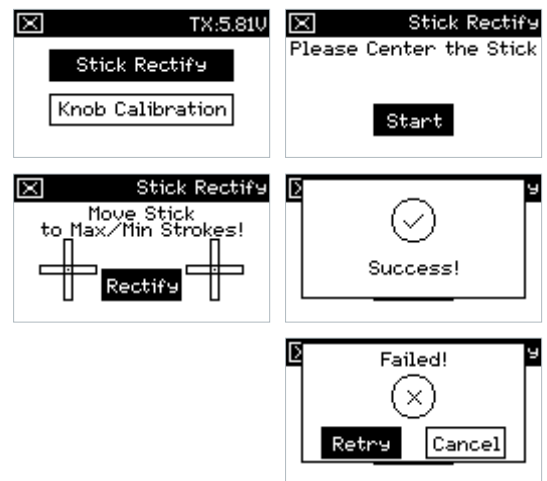 TX:5.81V
Stick Rectify
Knob Calibration
Stick Rectify
Please Center the Stick
Start
Stick Rectify
Move Stick
to Max/Min Strokes!
Rectify
y
Success!
y
Failed!
Retry
Cancel